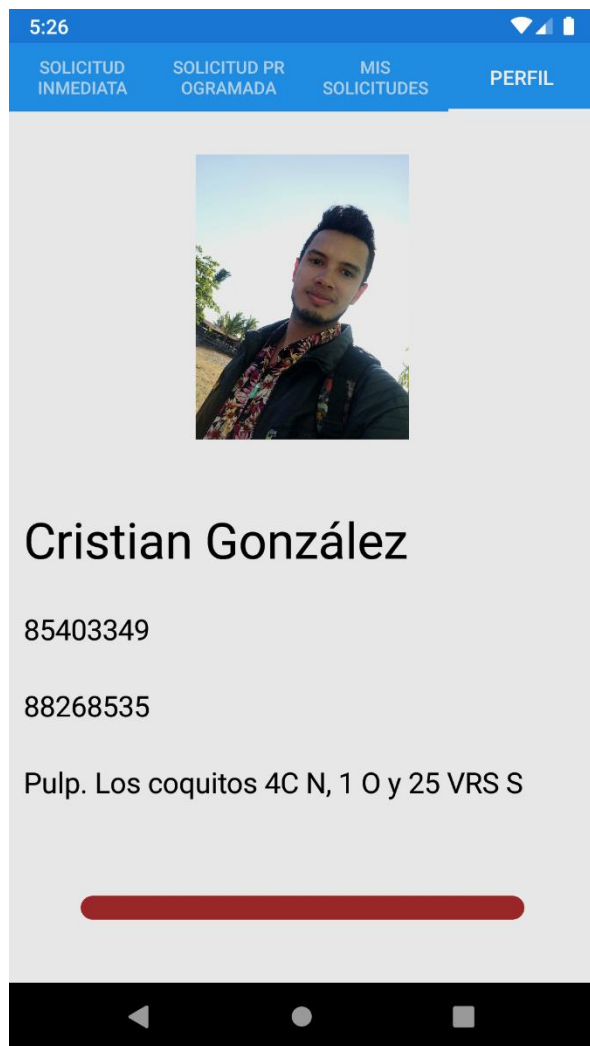 5:26
SOLICITUD
INMEDIATA
SOLICITUD PR
OGRAMADA
MIS
SOLICITUDES
PERFIL
Cristian González
85403349
88268535
Pulp. Los coquitos 4C N, 1 O y 25 VRS S